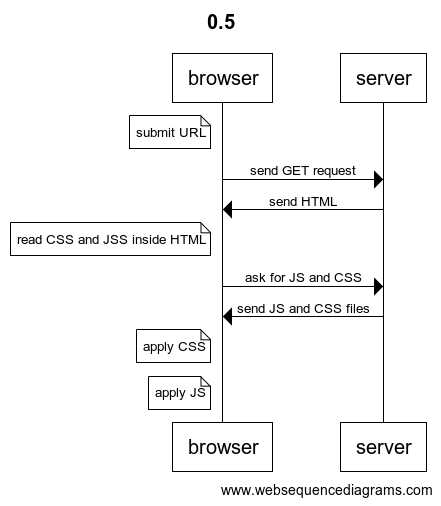 0.5
browser
server
submit URL
send GET request
send HTML
read CSS and JSS inside HTML
ask for JS and CSS
send JS and CSS files
apply CSS
apply JS
browser
server
www.websequencediagrams.com